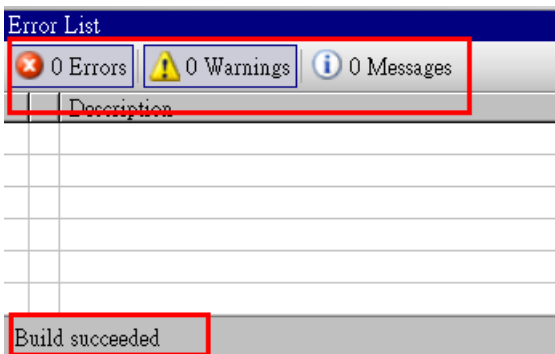 Error List
0 Errors 0 Warnings 0 Messages
Description
Build succeeded